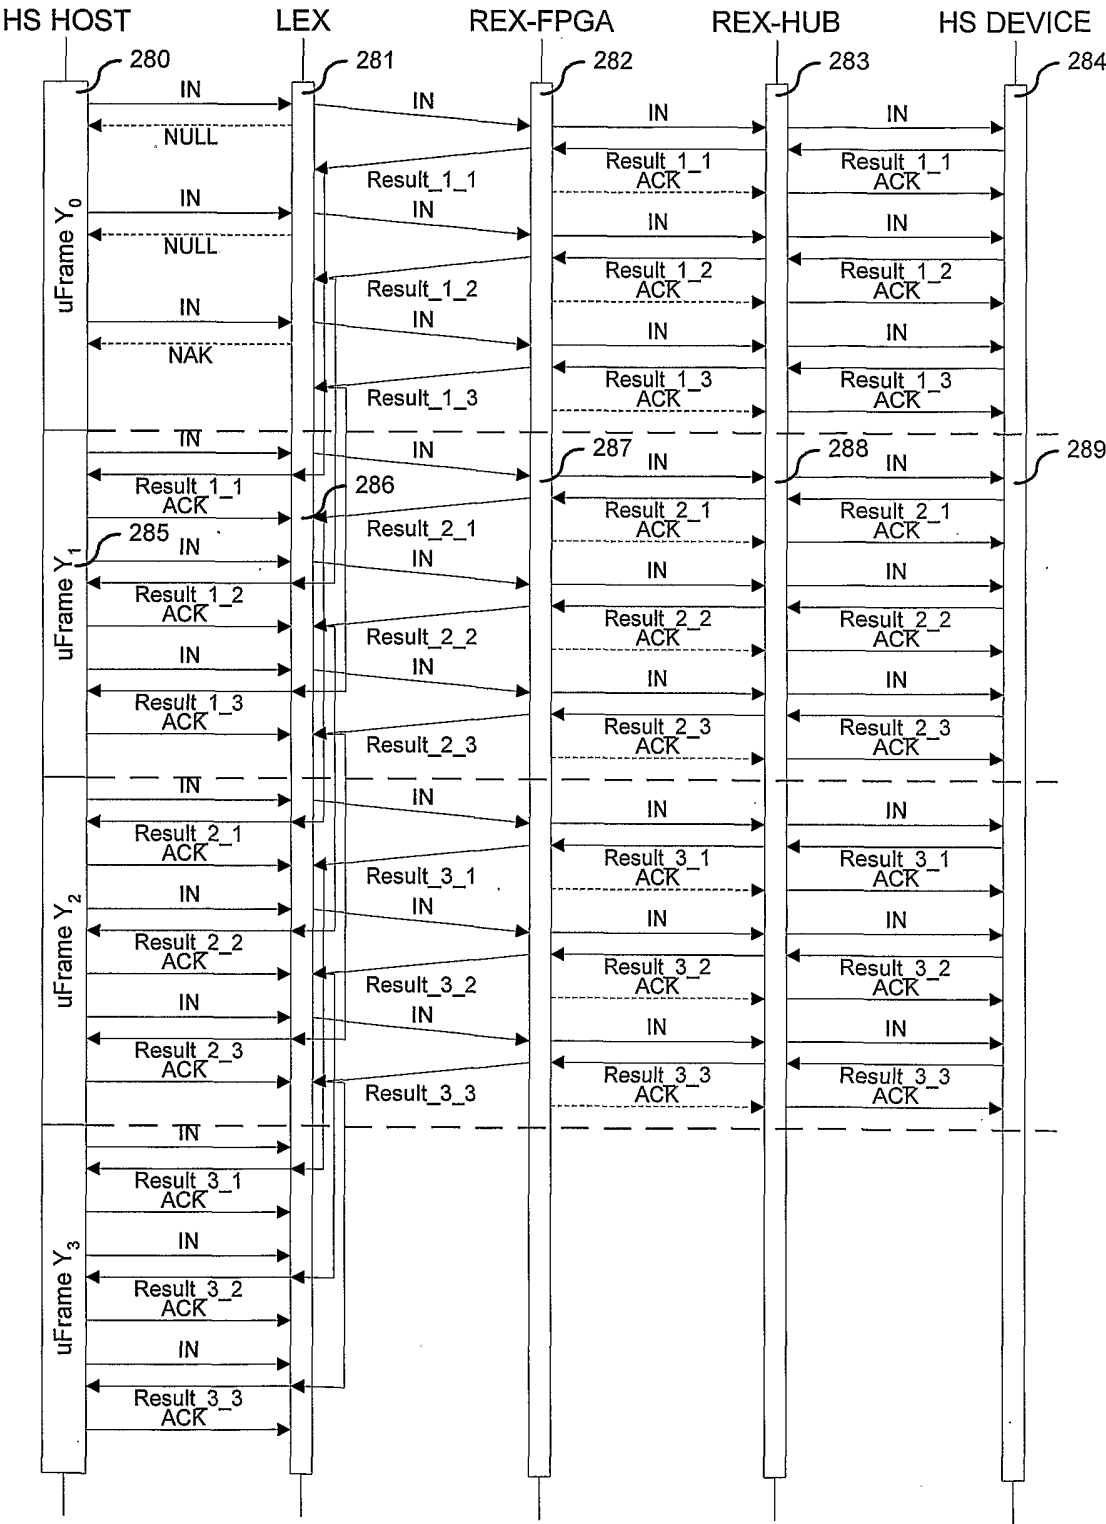 HS HOST LEX REX-FPGA REX-HUB HS DEVICE
280 281 282 283 284
IN IN IN IN
NULL Result_1_1 Result_1_1 Result_1_1
ACK ACK
IN IN IN IN
NULL Result_1_2 Result_1_2 Result_1_2
ACK ACK
IN IN IN IN
NAK Result_1_3 Result_1_3 Result_1_3
ACK ACK
uFrame Y0
IN IN 287 IN 288 IN 289
Result_1_1 286 Result_2_1 Result_2_1 Result_2_1
ACK ACK ACK
285 IN IN IN IN
Result_1_2 Result_2_2 Result_2_2 Result_2_2
ACK ACK ACK
IN IN IN IN
Result_1_3 Result_2_3 Result_2_3 Result_2_3
ACK ACK ACK
uFrame Y1
IN IN IN IN
Result_2_1 Result_3_1 Result_3_1 Result_3_1
ACK ACK ACK
IN IN IN IN
Result_2_2 Result_3_2 Result_3_2 Result_3_2
ACK ACK ACK
IN IN IN IN
Result_2_3 Result_3_3 Result_3_3 Result_3_3
ACK ACK ACK
uFrame Y2
IN
Result_3_1
ACK
IN
Result_3_2
ACK
IN
Result_3_3
ACK
uFrame Y3